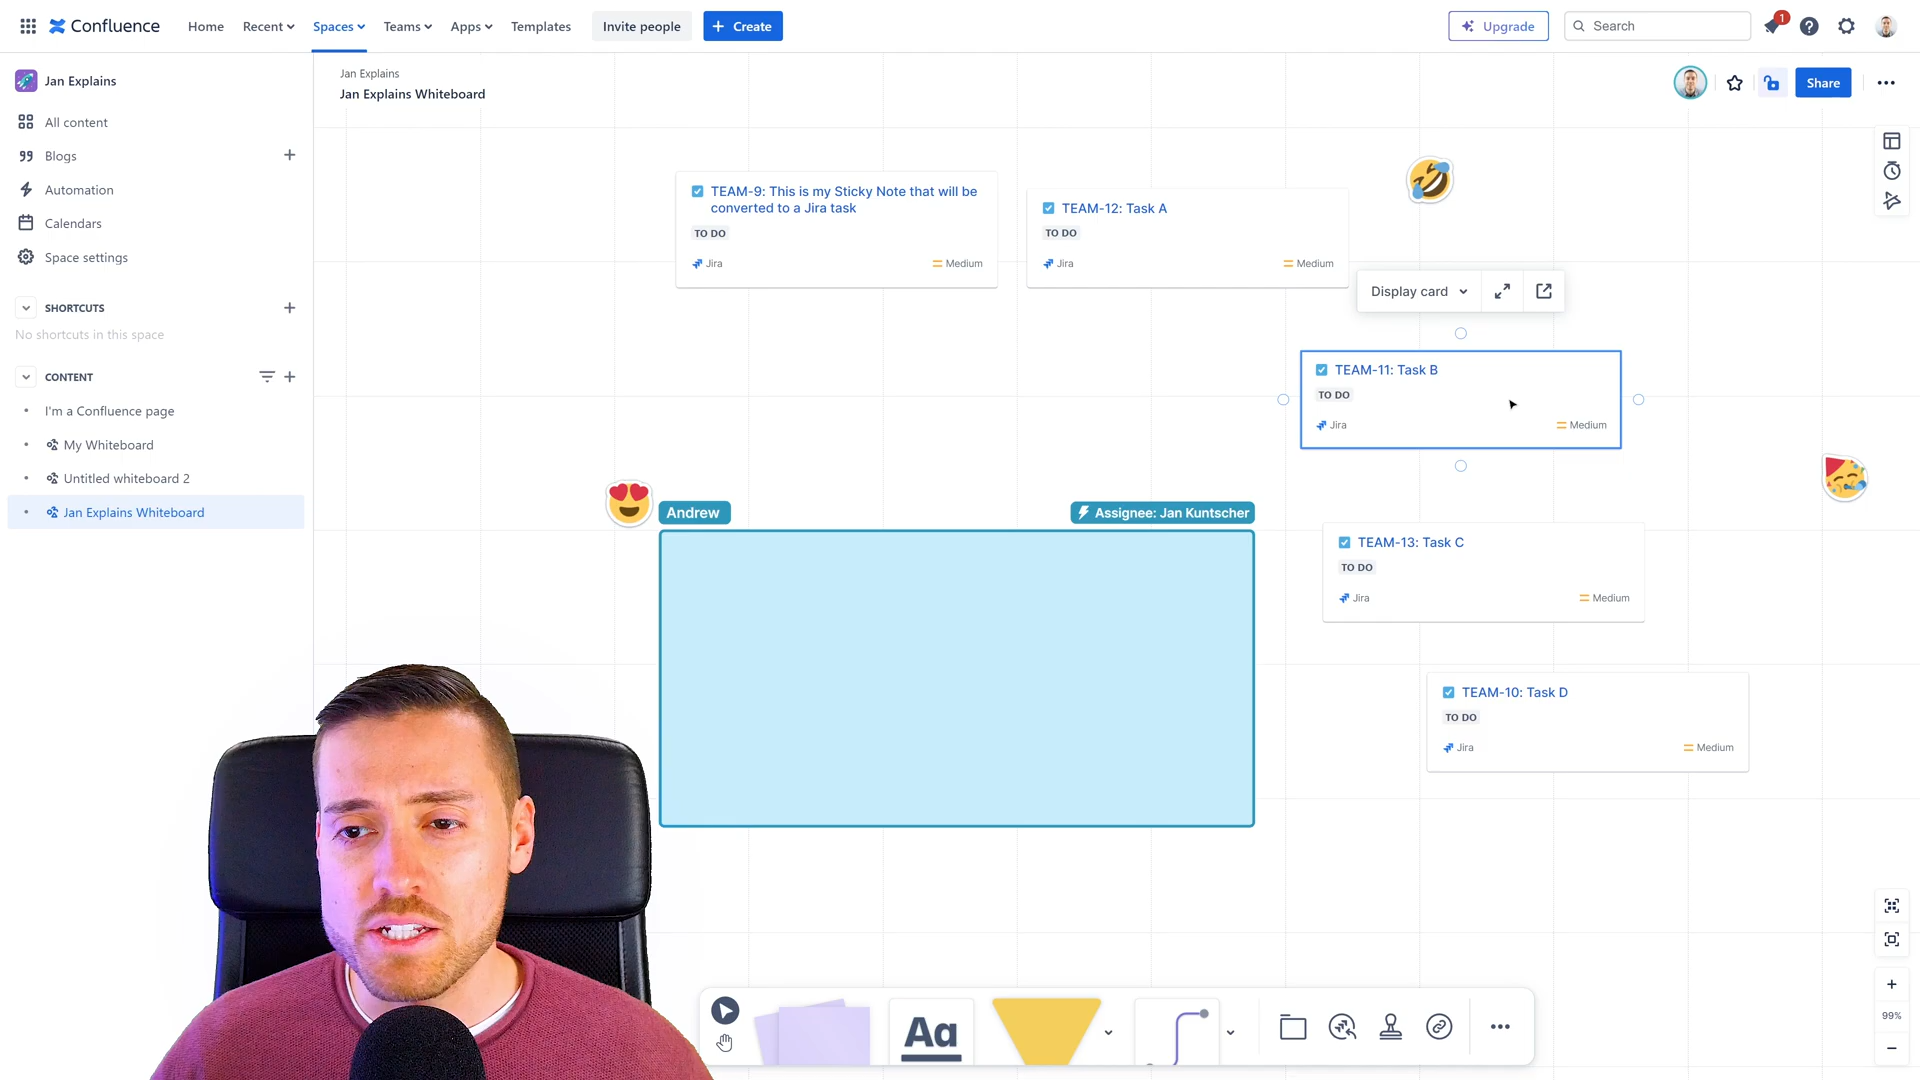 Confluence
Home
Recent
Spaces
Teams
Apps
Templates
Invite people
+ Create
Upgrade
Search
1
Jan Explains
All content
Blogs
Automation
Calendars
Space settings
SHORTCUTS
No shortcuts in this space
CONTENT
I'm a Confluence page
My Whiteboard
Untitled whiteboard 2
Jan Explains Whiteboard
Jan Explains
Jan Explains Whiteboard
Share
TEAM-9: This is my Sticky Note that will be
converted to a Jira task
TO DO
Jira
Medium
TEAM-12: Task A
TO DO
Jira
Medium
Display card
TEAM-11: Task B
TO DO
Jira
Medium
Andrew
Assignee: Jan Kuntscher
TEAM-13: Task C
TO DO
Jira
Medium
TEAM-10: Task D
TO DO
Jira
Medium
Aa
99%